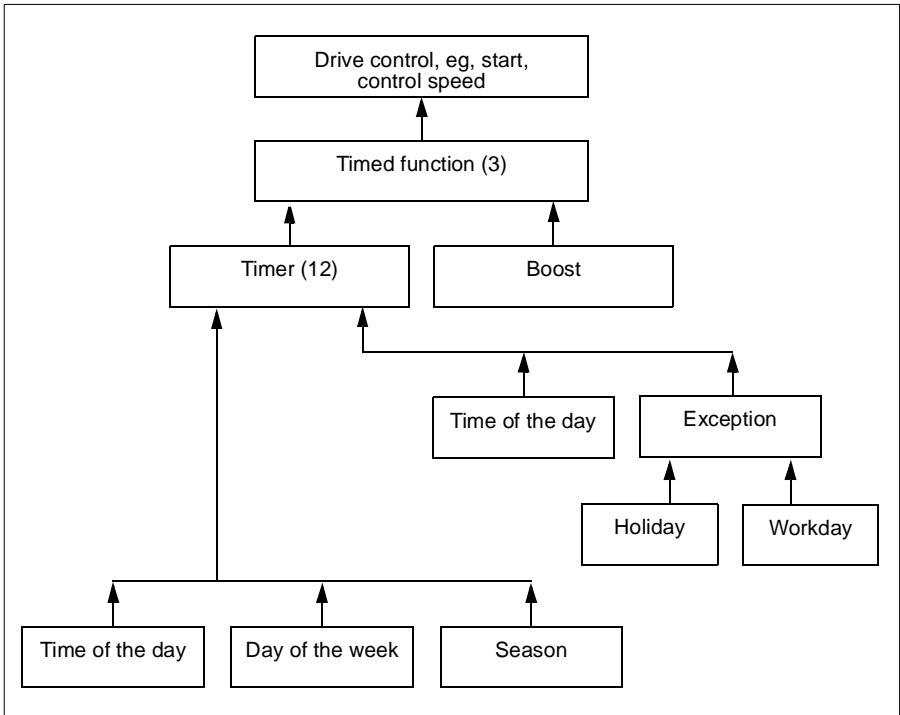 Drive control, eg, start,
control speed
Timed function (3)
Timer (12)
Boost
Time of the day
Exception
Holiday
Workday
Time of the day
Day of the week
Season